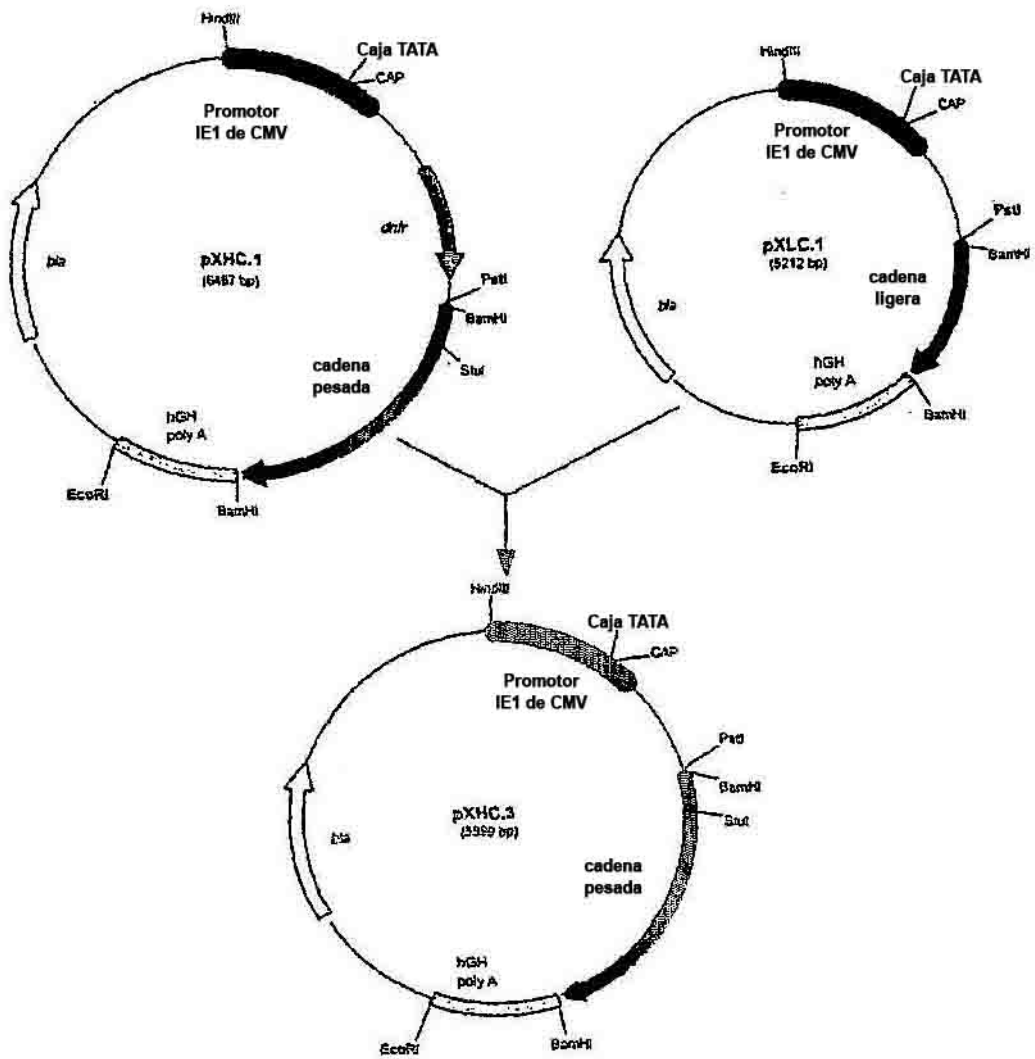 HindIII
Caja TATA
CAP
Promotor
IE1 de CMV
dhfr
bla
pXHC.1
PstI
BamHI
StuI
cadena
pesada
hGH
poly A
EcoRI
BamHI
HindIII
Caja TATA
CAP
Promotor
IE1 de CMV
PstI
BamHI
pXLC.1
(5212 bp)
cadena
ligera
bla
hGH
poly A
BamHI
EcoRI
HindIII
Caja TATA
CAP
Promotor
IE1 de CMV
PstI
BamHI
StuI
pXHC.3
bla
cadena
pesada
hGH
poly A
EcoRI
BamHI